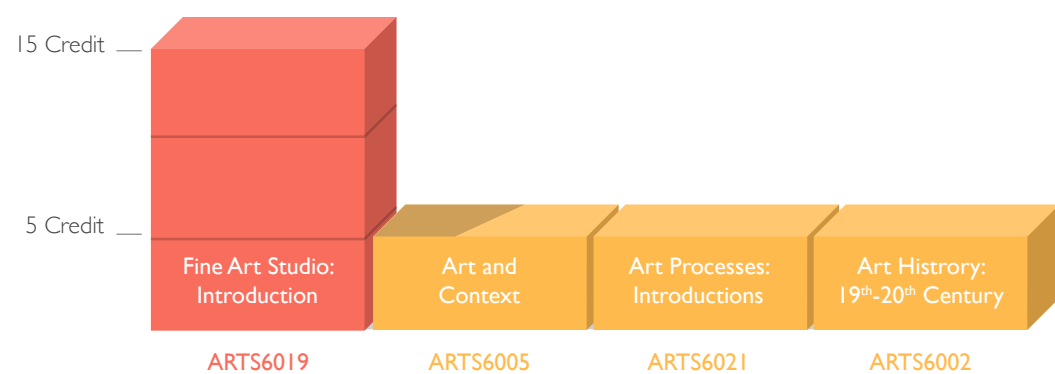 15 Credit
5 Credit
Fine Art Studio:
Introduction
Art and
Context
Art Processes:
Introductions
Art Histrory:
19th-20th Century
ARTS6019
ARTS6005
ARTS6021
ARTS6002